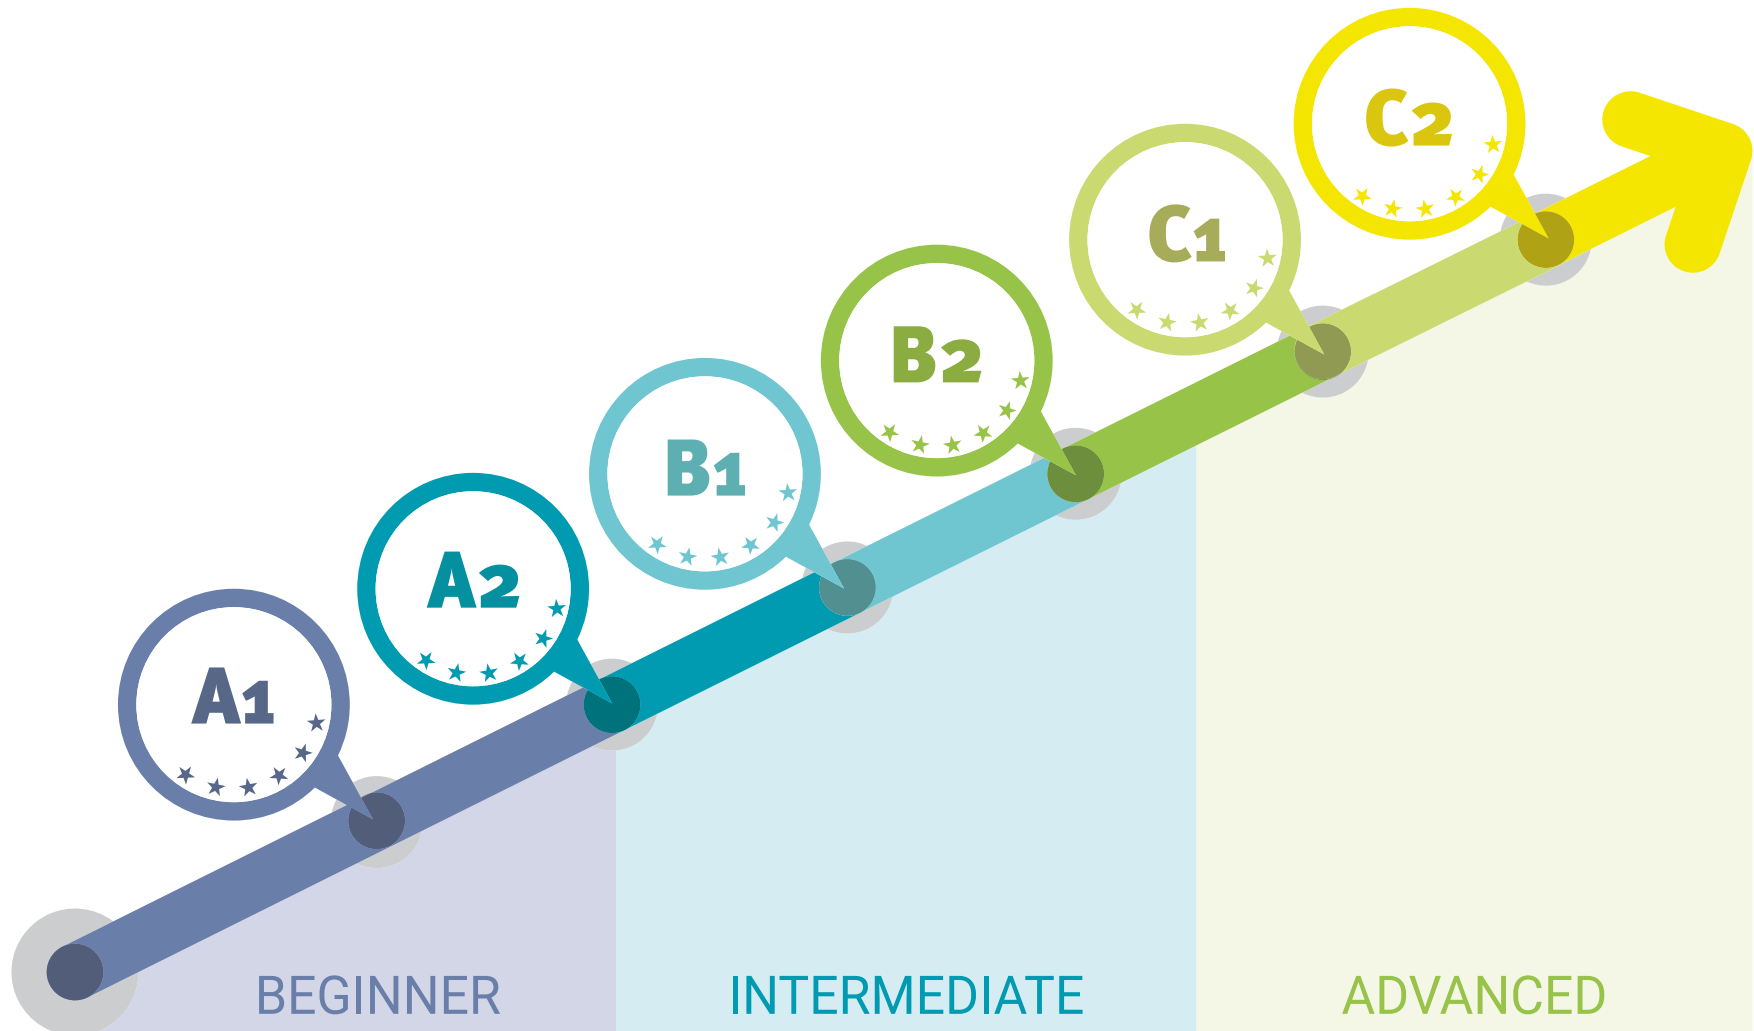 A1
A2
B1
B2
C1
C2
BEGINNER
INTERMEDIATE
ADVANCED